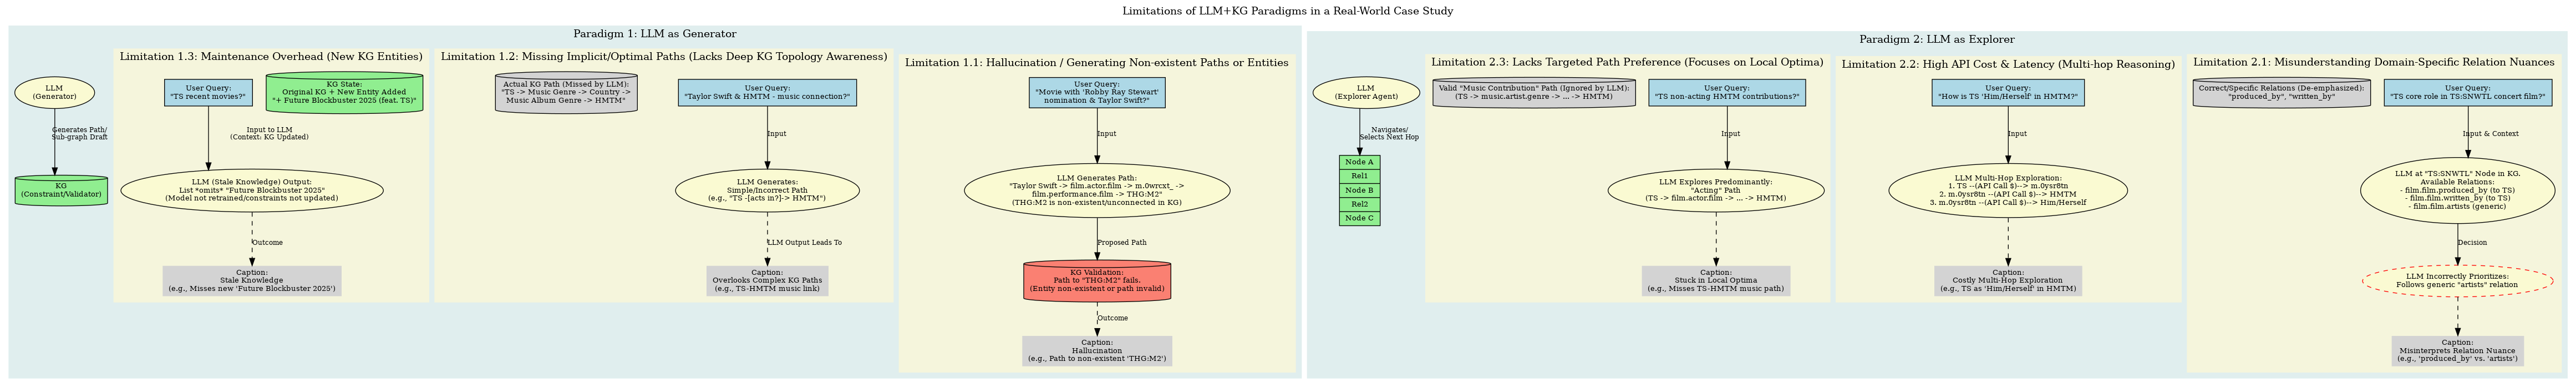 Limitations of LLM+KG Paradigms in a Real-World Case Study
Paradigm 1: LLM as Generator
LLM
(Generator)
Generates Path/
Sub-graph Draft
KG
(Constraint/Validator)
Limitation 1.3: Maintenance Overhead (New KG Entities)
User Query:
"TS recent movies?"
KG State:
Original KG + New Entity Added
"+ Future Blockbuster 2025 (feat. TS)"
Input to LLM
(Context: KG Updated)
LLM (Stale Knowledge) Output:
List *omits* "Future Blockbuster 2025"
(Model not retrained/constraints not updated)
Outcome
Caption:
Stale Knowledge
(e.g., Misses new 'Future Blockbuster 2025')
Limitation 1.2: Missing Implicit/Optimal Paths (Lacks Deep KG Topology Awareness)
Actual KG Path (Missed by LLM):
"TS -> Music Genre -> Country ->
Music Album Genre -> HMTM"
User Query:
"Taylor Swift & HMTM - music connection?"
Input
LLM Generates:
Simple/Incorrect Path
(e.g., "TS -[acts in?]-> HMTM")
LLM Output Leads To
Caption:
Overlooks Complex KG Paths
(e.g., TS-HMTM music link)
Limitation 1.1: Hallucination / Generating Non-existent Paths or Entities
User Query:
"Movie with 'Robby Ray Stewart'
nomination & Taylor Swift?"
Input
LLM Generates Path:
"Taylor Swift -> film.actor.film -> m.0wrcxt_ ->
film.performance.film -> THG:M2"
(THG:M2 is non-existent/unconnected in KG)
Proposed Path
KG Validation:
Path to "THG:M2" fails.
(Entity non-existent or path invalid)
Outcome
Caption:
Hallucination
(e.g., Path to non-existent 'THG:M2')
Paradigm 2: LLM as Explorer
LLM
(Explorer Agent)
Navigates/
Selects Next Hop
Node A
Rel1
Node B
Rel2
Node C
Limitation 2.3: Lacks Targeted Path Preference (Focuses on Local Optima)
Valid "Music Contribution" Path (Ignored by LLM):
(TS -> music.artist.genre -> ... -> HMTM)
User Query:
"TS non-acting HMTM contributions?"
Input
LLM Explores Predominantly:
"Acting" Path
(TS -> film.actor.film -> ... -> HMTM)
Caption:
Stuck in Local Optima
(e.g., Misses TS-HMTM music path)
Limitation 2.2: High API Cost & Latency (Multi-hop Reasoning)
User Query:
"How is TS 'Him/Herself' in HMTM?"
Input
LLM Multi-Hop Exploration:
1. TS --(API Call $)--> m.0ysr8tn
2. m.0ysr8tn --(API Call $)--> HMTM
3. m.0ysr8tn --(API Call $)--> Him/Herself
Caption:
Costly Multi-Hop Exploration
(e.g., TS as 'Him/Herself' in HMTM)
Limitation 2.1: Misunderstanding Domain-Specific Relation Nuances
Correct/Specific Relations (De-emphasized):
"produced_by", "written_by"
User Query:
"TS core role in TS:SNWTL concert film?"
Input & Context
LLM at "TS:SNWTL" Node in KG.
Available Relations:
- film.film.produced_by (to TS)
- film.film.written_by (to TS)
- film.film.artists (generic)
Decision
LLM Incorrectly Prioritizes:
Follows generic "artists" relation
Caption:
Misinterprets Relation Nuance
(e.g., 'produced_by' vs. 'artists')